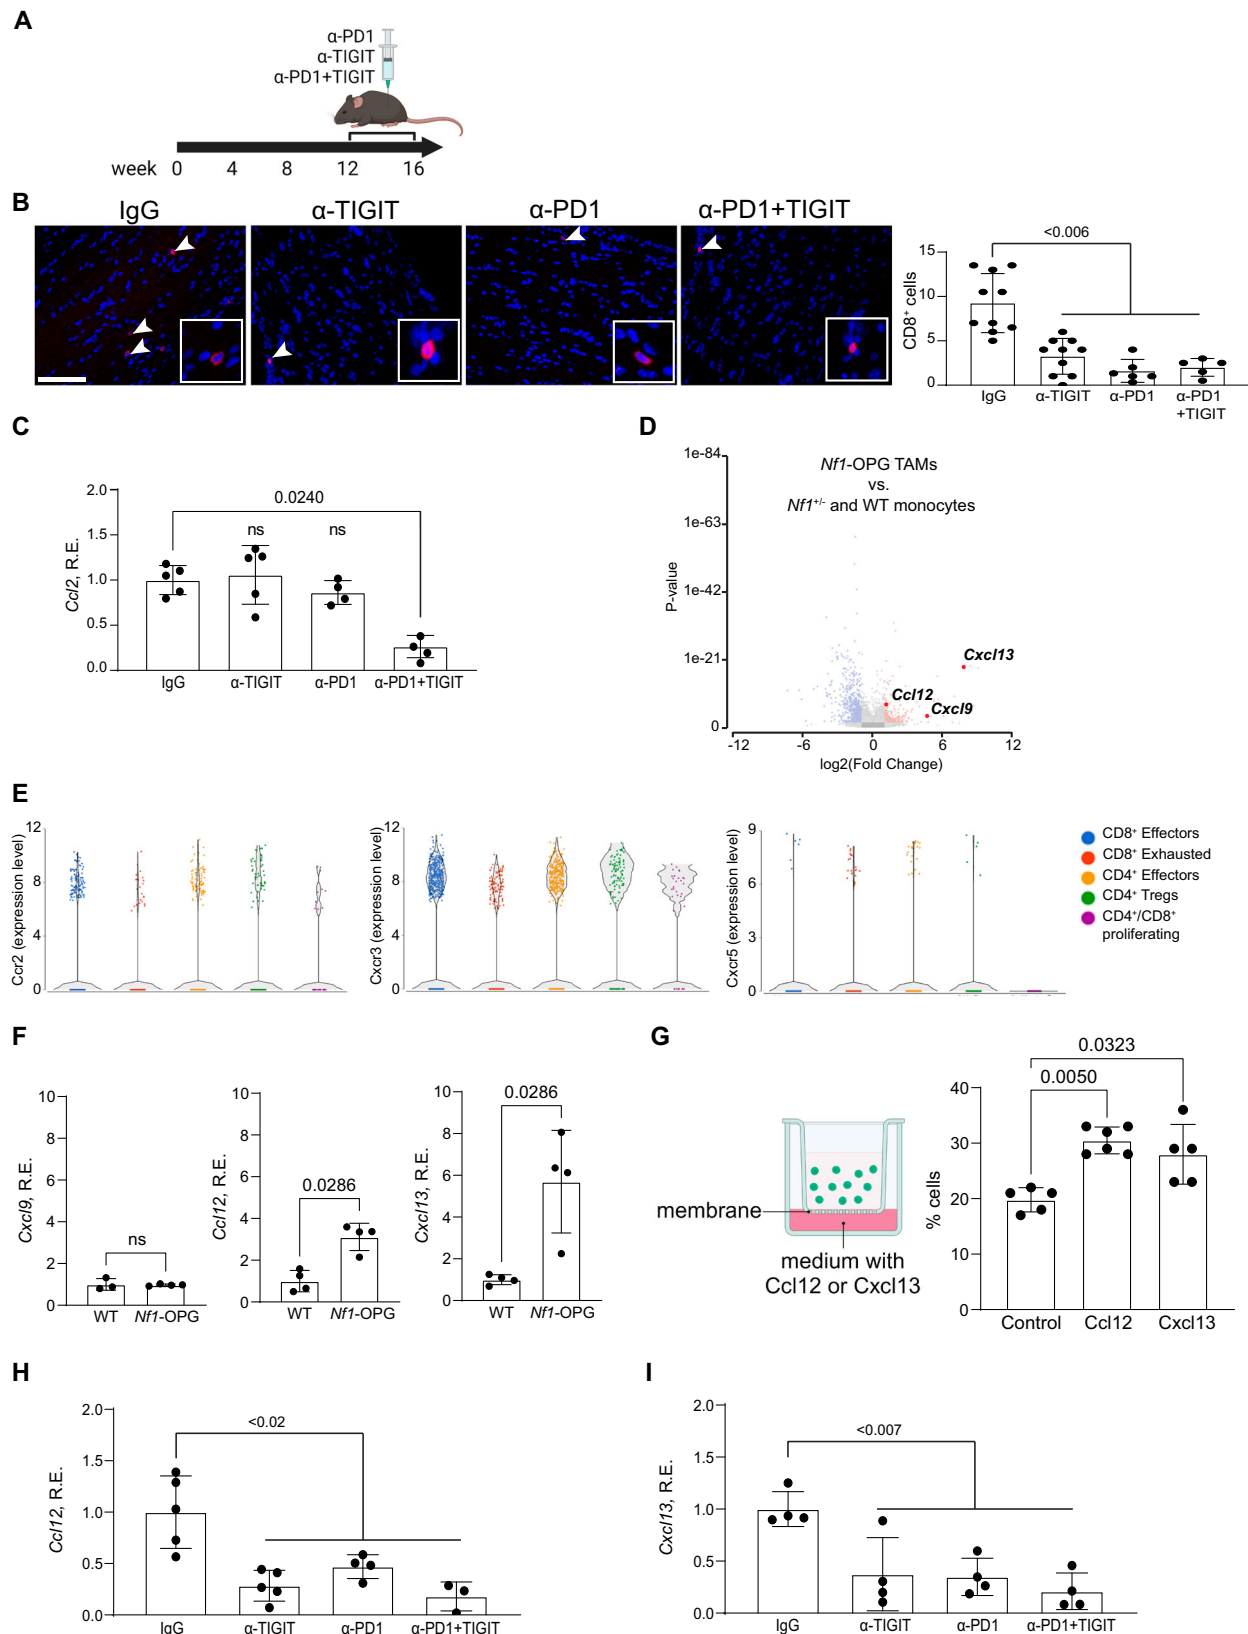 A
α-PD1
α-TIGIT
α-PD1+TIGIT
week 0 4 8 12 16
B
IgG α-TIGIT α-PD1 α-PD1+TIGIT
<0.006
CD8⁺ cells
15
10
5
0
IgG α-TIGIT α-PD1 α-PD1
+TIGIT
C
Ccl2, R.E.
2.0
1.5
1.0
0.5
0.0
0.0240
ns ns
IgG α-TIGIT α-PD1 α-PD1+TIGIT
D
Nf1-OPG TAMs
vs.
Nf1⁺/⁻ and WT monocytes
P-value
1e-84
1e-63
1e-42
1e-21
0
Cxcl13
Ccl12
Cxcl9
-12 -6 0 6 12
log2(Fold Change)
E
Ccr2 (expression level)
12
8
4
0
Cxcr3 (expression level)
12
8
4
0
Cxcr5 (expression level)
9
6
3
0
CD8⁺ Effectors
CD8⁺ Exhausted
CD4⁺ Effectors
CD4⁺ Tregs
CD4⁺/CD8⁺
proliferating
F
Cxcl9, R.E.
10
8
6
4
2
0
ns
WT Nf1-OPG
Ccl12, R.E.
10
8
6
4
2
0
0.0286
WT Nf1-OPG
Cxcl13, R.E.
10
8
6
4
2
0
0.0286
WT Nf1-OPG
G
membrane
medium with
Ccl12 or Cxcl13
% cells
40
30
20
10
0
0.0323
0.0050
Control Ccl12 Cxcl13
H
Ccl12, R.E.
2.0
1.5
1.0
0.5
0.0
<0.02
IgG α-TIGIT α-PD1 α-PD1+TIGIT
I
Cxcl13, R.E.
2.0
1.5
1.0
0.5
0.0
<0.007
IgG α-TIGIT α-PD1 α-PD1+TIGIT